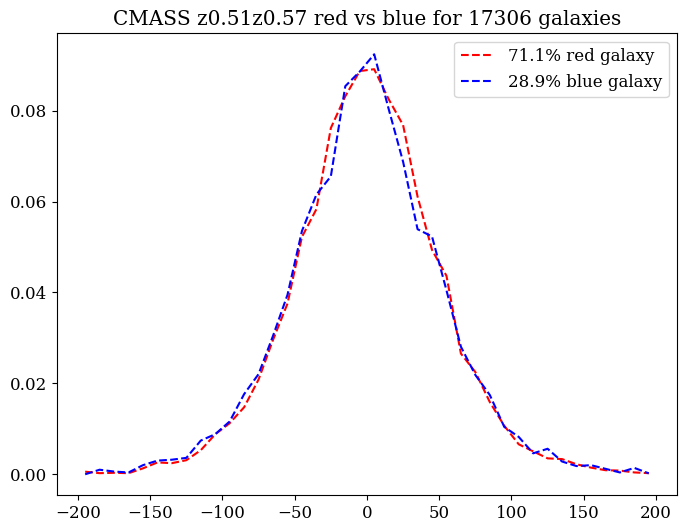 CMASS z0.51z0.57 red vs blue for 17306 galaxies
71.1% red galaxy
28.9% blue galaxy
0.08
0.06
0.04
0.02
0.00
−200 −150 −100 −50 0 50 100 150 200